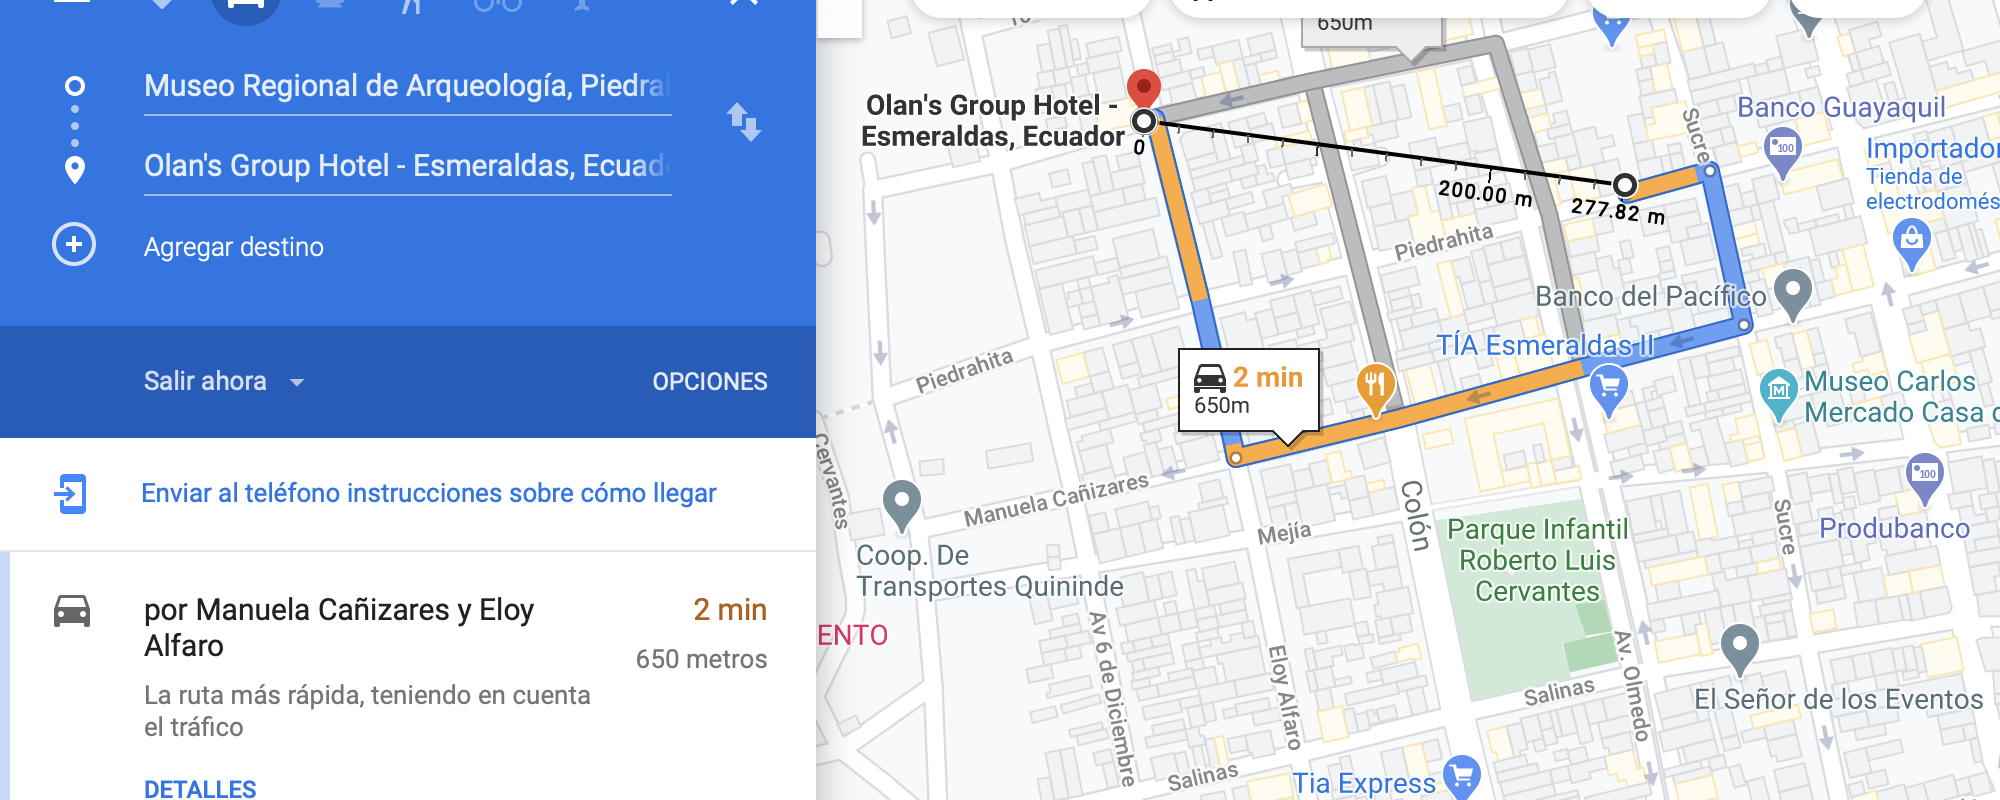 Museo Regional de Arqueología, Piedra
Olan's Group Hotel - Esmeraldas, Ecuad
Agregar destino
Salir ahora
OPCIONES
Enviar al teléfono instrucciones sobre cómo llegar
por Manuela Cañizares y Eloy
Alfaro
2 min
650 metros
La ruta más rápida, teniendo en cuenta
el tráfico
DETALLES
650m
Olan's Group Hotel -
Esmeraldas, Ecuador
0
200.00 m
277.82 m
Sucre
Banco Guayaquil
100
Importador
Tienda de
electrodomés
Piedrahita
Banco del Pacífico
TÍA Esmeraldas II
Piedrahita
2 min
650m
Museo Carlos
Mercado Casa d
Cervantes
Manuela Cañizares
Mejía
Colón
Parque Infantil
Roberto Luis
Cervantes
Sucre
100
Produbanco
Coop. De
Transportes Quininde
ENTO
Av 6 de Diciembre
Eloy Alfaro
Salinas
Av. Olmedo
El Señor de los Eventos
Salinas
Tia Express